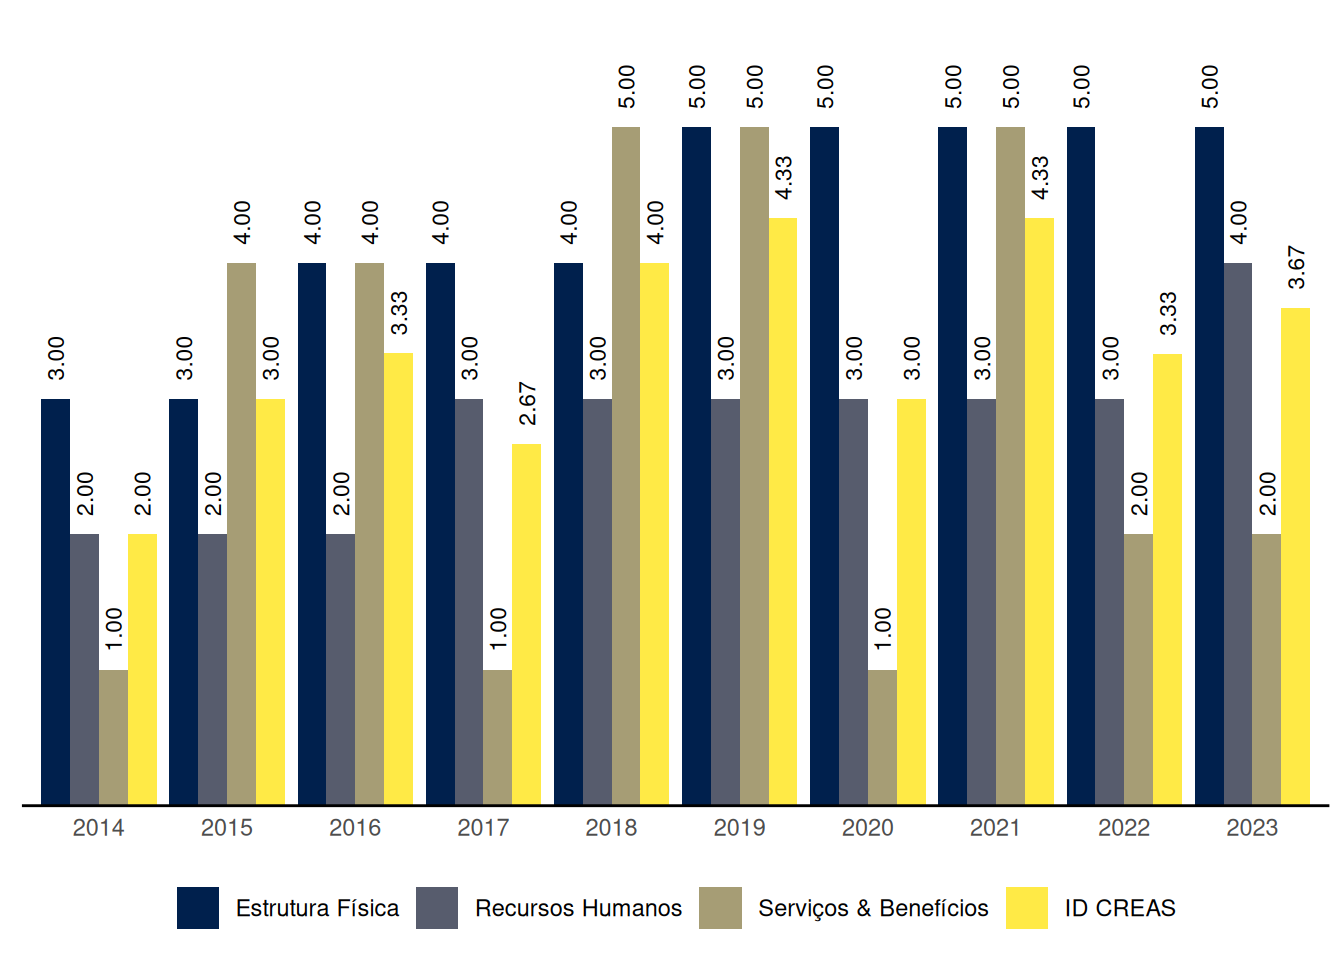 5.00 5.00 5.00 5.00 5.00 5.00 5.00 5.00
4.33 4.33
4.00 4.00 4.00 4.00 4.00 4.00 4.00
3.67
3.33 3.33
3.00 3.00 3.00 3.00 3.00 3.00 3.00 3.00 3.00 3.00
2.67
2.00 2.00 2.00 2.00 2.00 2.00
1.00 1.00 1.00
2014 2015 2016 2017 2018 2019 2020 2021 2022 2023
Estrutura Física Recursos Humanos Serviços & Benefícios ID CREAS